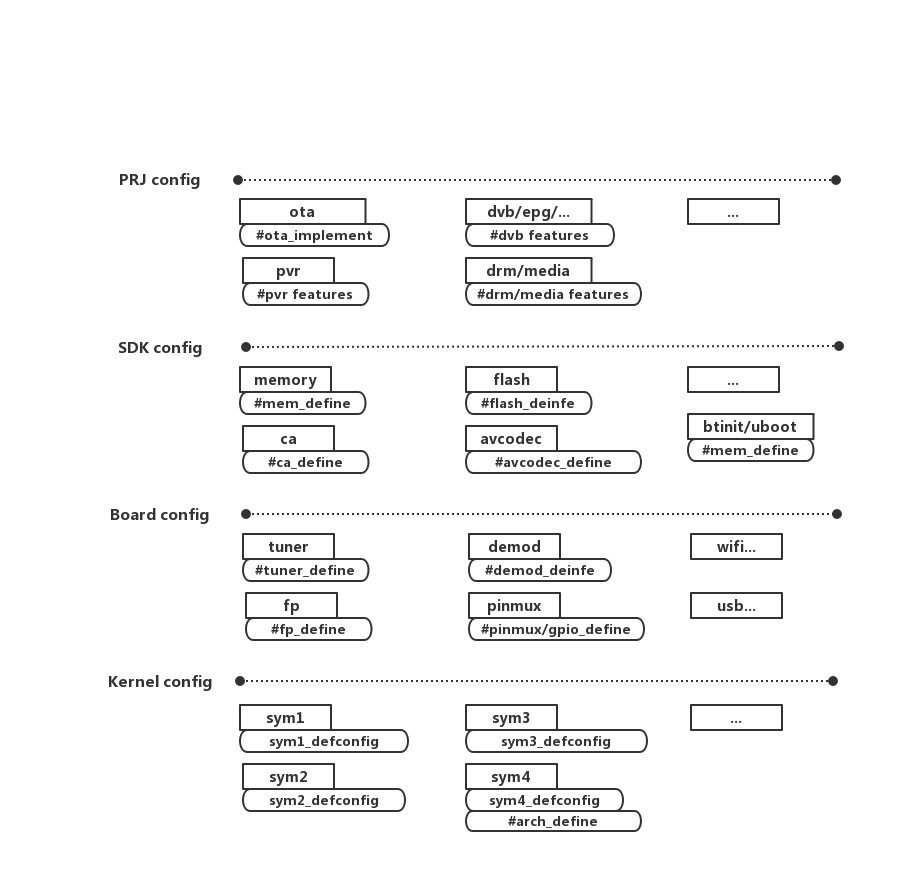 PRJ config
ota
dvb/epg/...
...
#ota_implement
#dvb features
pvr
drm/media
#pvr features
#drm/media features
SDK config
memory
flash
...
#mem_define
#flash_deinfe
btinit/uboot
ca
avcodec
#mem_define
#ca_define
#avcodec_define
Board config
tuner
demod
wifi...
#tuner_define
#demod_deinfe
fp
pinmux
usb...
#fp_define
#pinmux/gpio_define
Kernel config
sym1
sym3
...
sym1_defconfig
sym3_defconfig
sym2
sym4
sym2_defconfig
sym4_defconfig
#arch_define